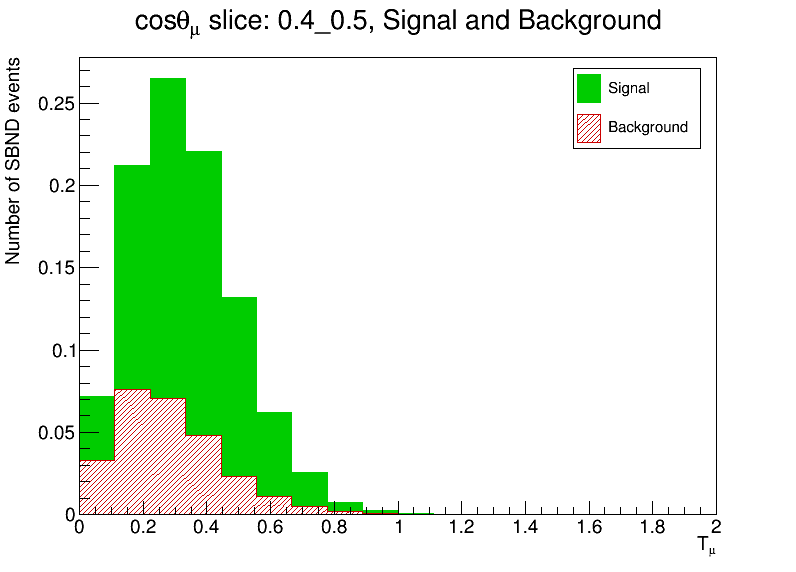 cosθμ slice: 0.4_0.5, Signal and Background
Number of SBND events
Signal
Background
0.25
0.2
0.15
0.1
0.05
0
0 0.2 0.4 0.6 0.8 1 1.2 1.4 1.6 1.8 2
Tμ